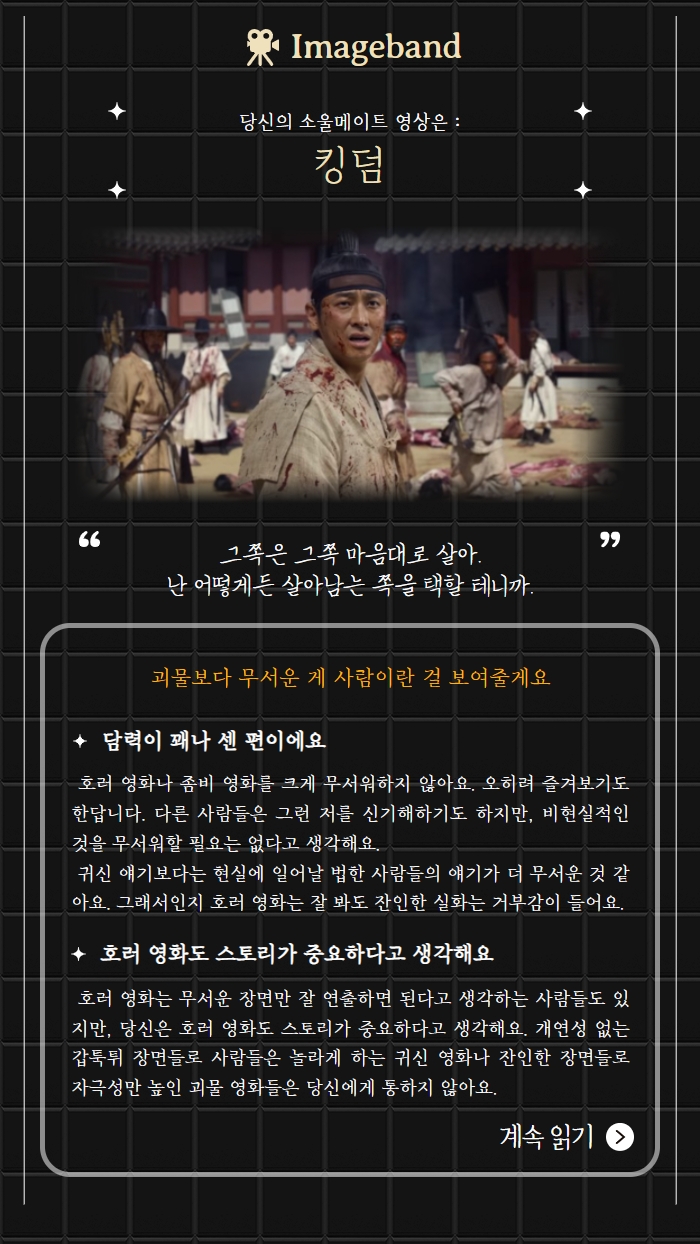 Imageband
당신의 소울메이트 영상은 :
킹덤
“ 그쪽은 그쪽 마음대로 살아. ”
난 어떻게든 살아남는 쪽을 택할 테니까.
괴물보다 무서운 게 사람이란 걸 보여줄게요
담력이 꽤나 센 편이에요
호러 영화나 좀비 영화를 크게 무서워하지 않아요. 오히려 즐겨보기도
한답니다. 다른 사람들은 그런 저를 신기해하기도 하지만, 비현실적인
것을 무서워할 필요는 없다고 생각해요.
귀신 얘기보다는 현실에 일어날 법한 사람들의 얘기가 더 무서운 것 같
아요. 그래서인지 호러 영화는 잘 봐도 잔인한 실화는 거부감이 들어요.
호러 영화도 스토리가 중요하다고 생각해요
호러 영화는 무서운 장면만 잘 연출하면 된다고 생각하는 사람들도 있
지만, 당신은 호러 영화도 스토리가 중요하다고 생각해요. 개연성 없는
갑툭튀 장면들로 사람들은 놀라게 하는 귀신 영화나 잔인한 장면들로
자극성만 높인 괴물 영화들은 당신에게 통하지 않아요.
계속 읽기